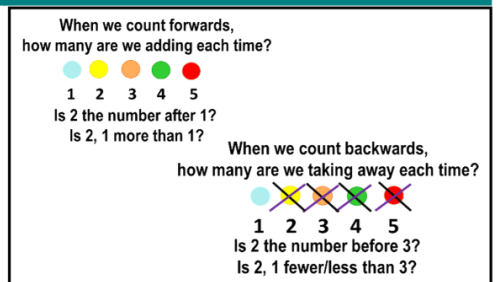 When we count forwards,
how many are we adding each time?
1 2 3 4 5
Is 2 the number after 1?
Is 2, 1 more than 1?
When we count backwards,
how many are we taking away each time?
1 2 3 4 5
Is 2 the number before 3?
Is 2, 1 fewer/less than 3?